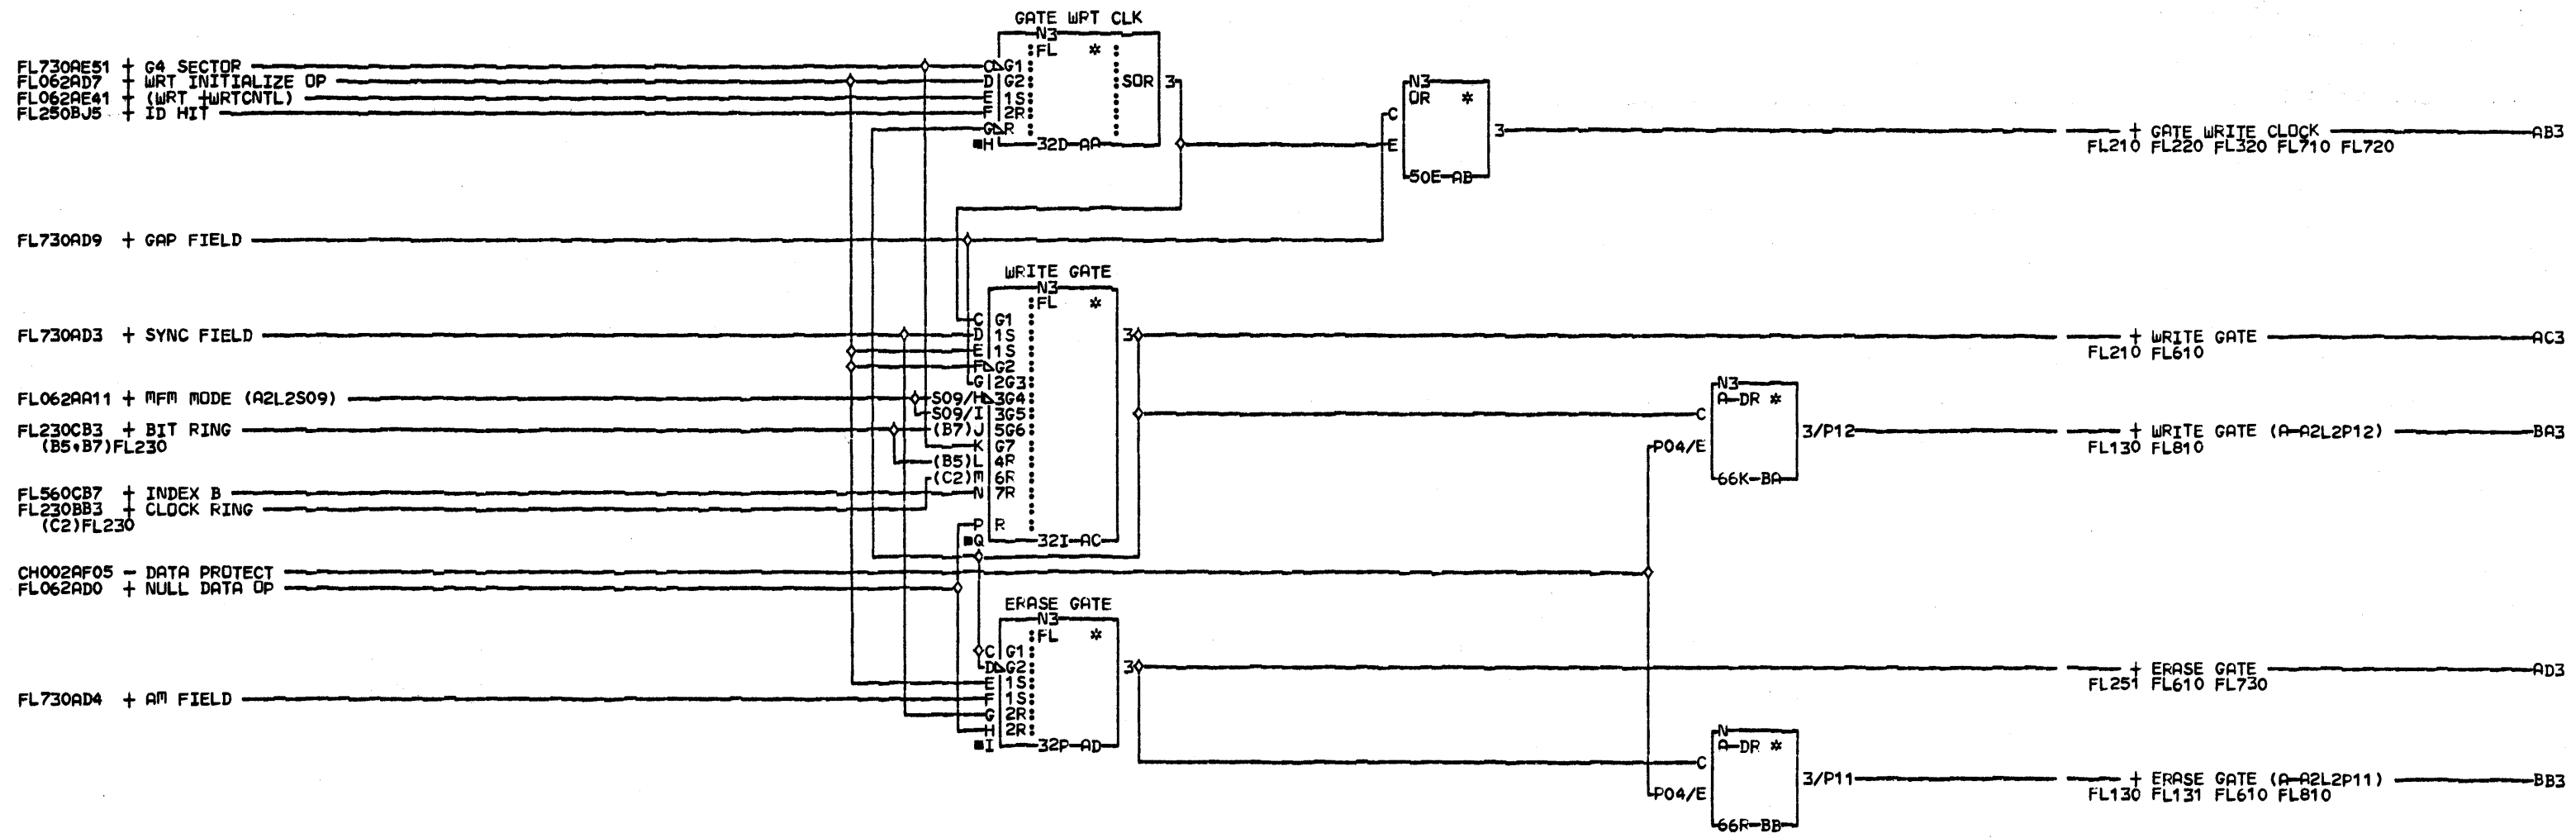 GATE WRT CLK
N3
FL *
FL730AE51 + G4 SECTOR C G1
FL062AD7 + WRT INITIALIZE OP D G2 SOR 3
FL062AE41 + (WRT +WRTCNTL) E 1S
FL250BJ5 + ID HIT F 2R
G R
■H 32D-AA
N3
OR *
C
E 3
50E-AB
+ GATE WRITE CLOCK AB3
FL210 FL220 FL320 FL710 FL720
FL730AD9 + GAP FIELD
WRITE GATE
N3
FL *
C G1
FL730AD3 + SYNC FIELD D 1S 3 + WRITE GATE AC3
FL210 FL610
E 1S
F G2
G 2G3
FL062AA11 + MFM MODE (A2L2S09) S09/H 3G4
S09/I 3G5
FL230CB3 + BIT RING (B7)J 5G6
(B5,B7)FL230
K G7
(B5)L 4R
(C2)M 6R
FL560CB7 + INDEX B N 7R
FL230BB3 + CLOCK RING
(C2)FL230
P R
■Q 32I-AC
N3
A-DR *
C
3/P12 + WRITE GATE (A-A2L2P12) BA3
FL130 FL810
P04/E
66K-BA
CH002AF05 - DATA PROTECT
FL062AD0 + NULL DATA OP
ERASE GATE
N3
FL *
C G1
D G2 3 + ERASE GATE AD3
FL251 FL610 FL730
E 1S
FL730AD4 + AM FIELD F 1S
G 2R
H 2R
■I 32P-AD
N
A-DR *
C
3/P11 + ERASE GATE (A-A2L2P11) BB3
P04/E
FL130 FL131 FL610 FL810
66R-BB